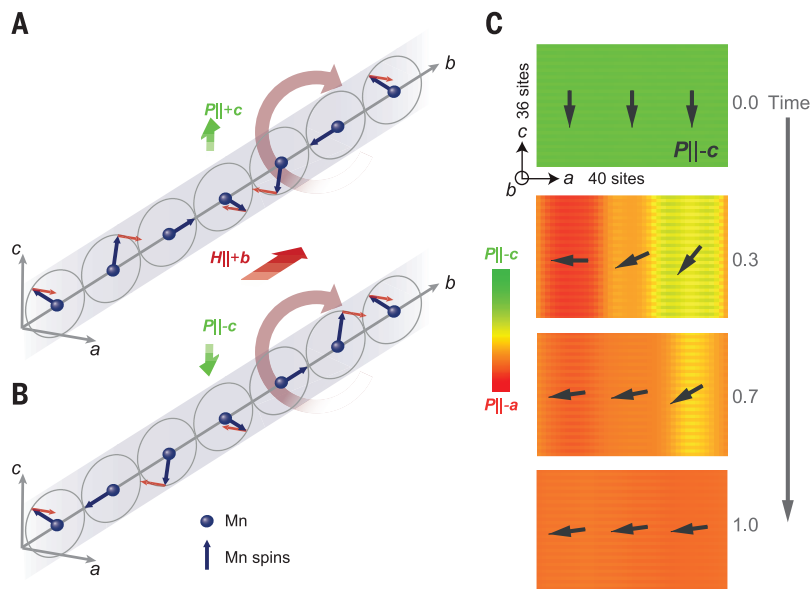 A
b
P||+c
c
a
H||+b
b
P||-c
B
c
a
Mn
Mn spins
C
36 sites
c
b
a
40 sites
P||-c
0.0
Time
P||-c
P||-a
0.3
0.7
1.0